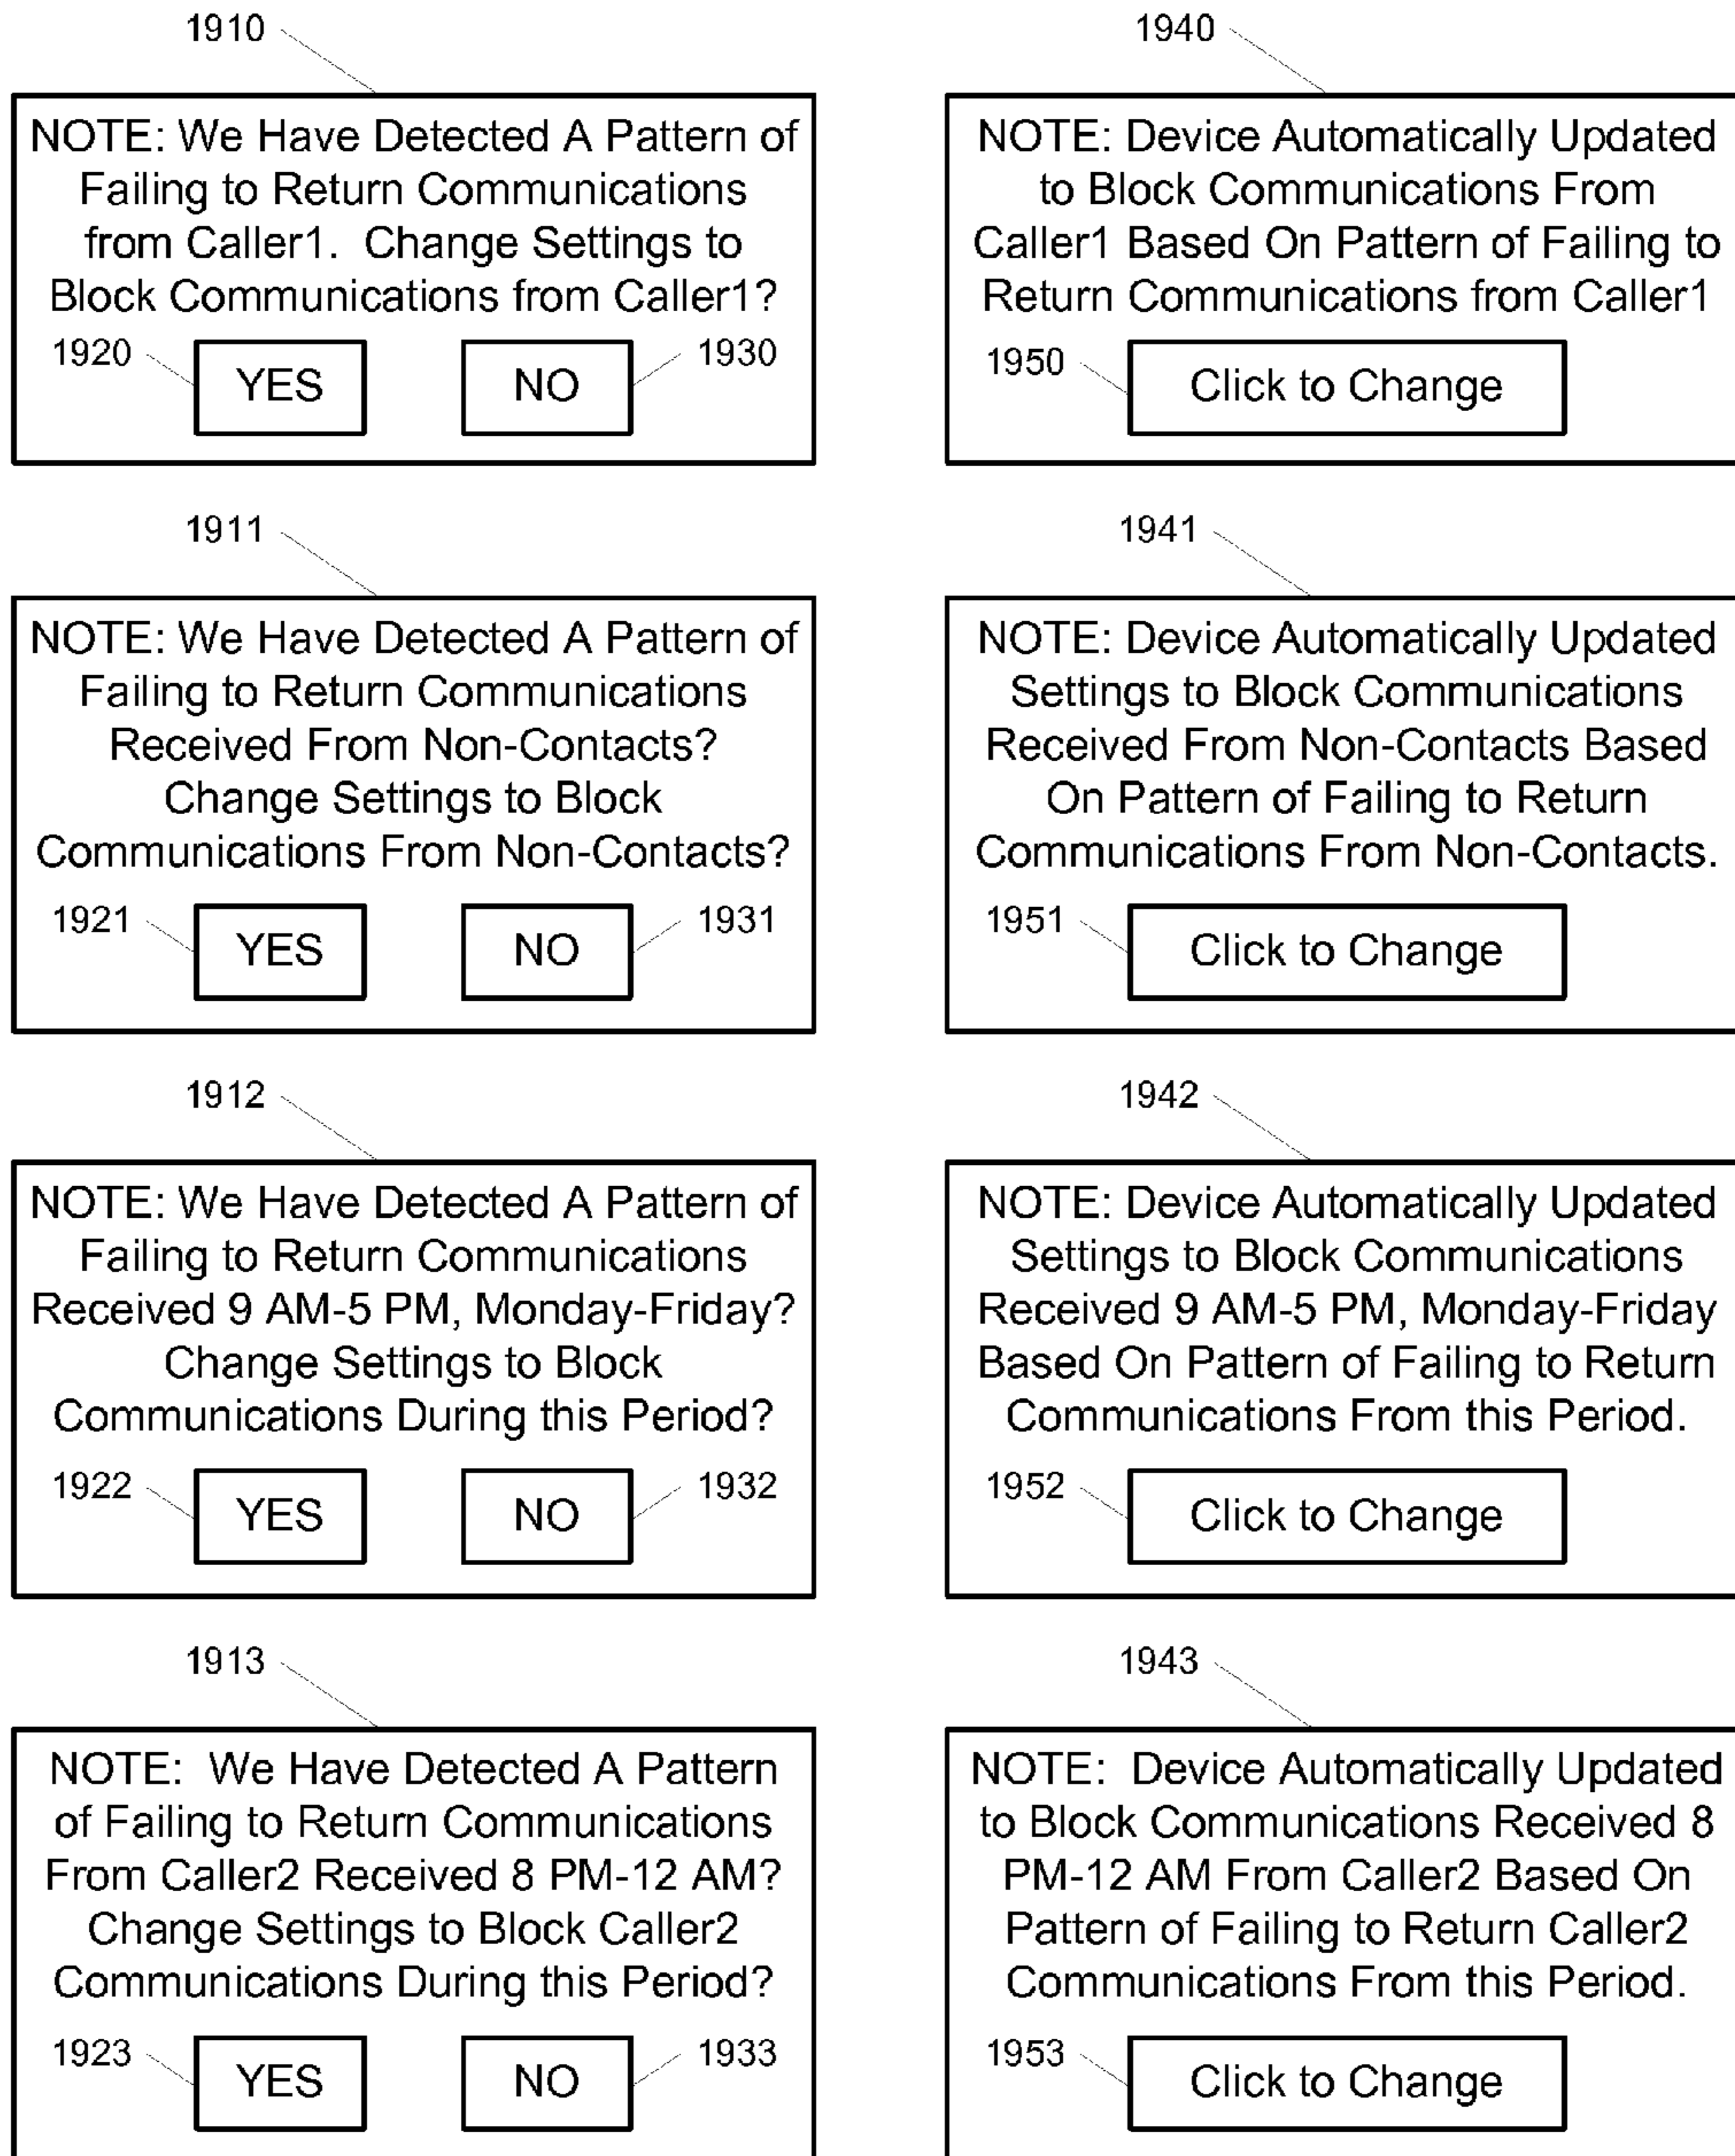 1910
NOTE: We Have Detected A Pattern of
Failing to Return Communications
from Caller1.  Change Settings to
Block Communications from Caller1?
1920
YES
NO
1930
1940
NOTE: Device Automatically Updated
to Block Communications From
Caller1 Based On Pattern of Failing to
Return Communications from Caller1
1950
Click to Change
1911
NOTE: We Have Detected A Pattern of
Failing to Return Communications
Received From Non-Contacts?
Change Settings to Block
Communications From Non-Contacts?
1921
YES
NO
1931
1941
NOTE: Device Automatically Updated
Settings to Block Communications
Received From Non-Contacts Based
On Pattern of Failing to Return
Communications From Non-Contacts.
1951
Click to Change
1912
NOTE: We Have Detected A Pattern of
Failing to Return Communications
Received 9 AM-5 PM, Monday-Friday?
Change Settings to Block
Communications During this Period?
1922
YES
NO
1932
1942
NOTE: Device Automatically Updated
Settings to Block Communications
Received 9 AM-5 PM, Monday-Friday
Based On Pattern of Failing to Return
Communications From this Period.
1952
Click to Change
1913
NOTE:  We Have Detected A Pattern
of Failing to Return Communications
From Caller2 Received 8 PM-12 AM?
Change Settings to Block Caller2
Communications During this Period?
1923
YES
NO
1933
1943
NOTE:  Device Automatically Updated
to Block Communications Received 8
PM-12 AM From Caller2 Based On
Pattern of Failing to Return Caller2
Communications From this Period.
1953
Click to Change